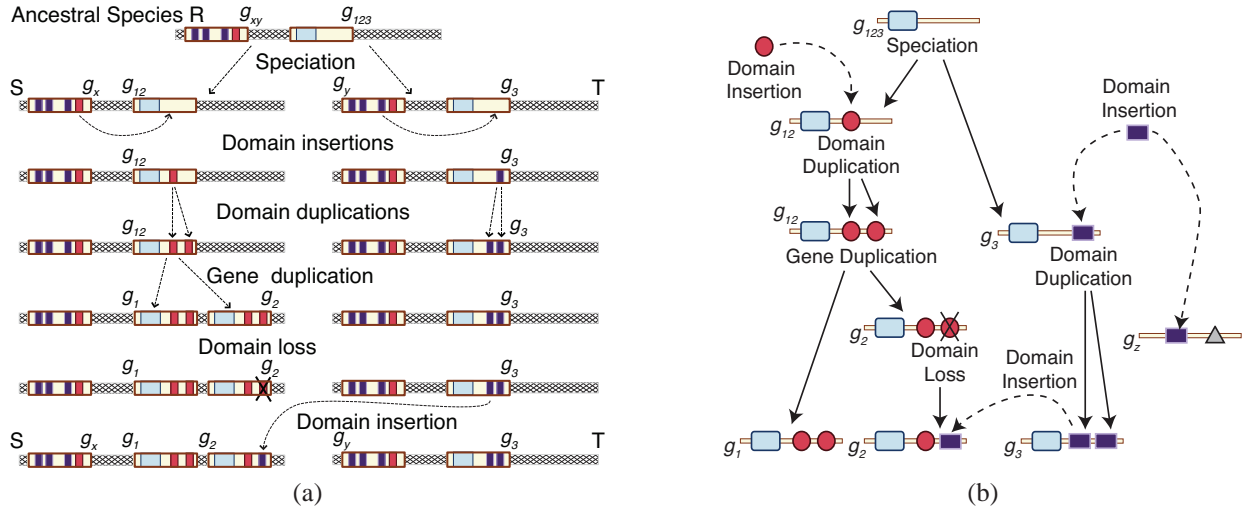 Ancestral Species R
g_xy
g_123
Speciation
S
g_x
g_12
g_y
g_3
T
Domain insertions
g_12
g_3
Domain duplications
g_12
g_3
Gene duplication
g_1
g_2
g_3
Domain loss
g_1
g_2
g_3
Domain insertion
S
g_x
g_1
g_2
g_y
g_3
T
(a)
g_123
Speciation
Domain
Insertion
g_12
Domain
Duplication
Domain
Insertion
g_12
Gene Duplication
g_3
Domain
Duplication
g_2
Domain
Loss
g_z
Domain
Insertion
g_1
g_2
g_3
(b)